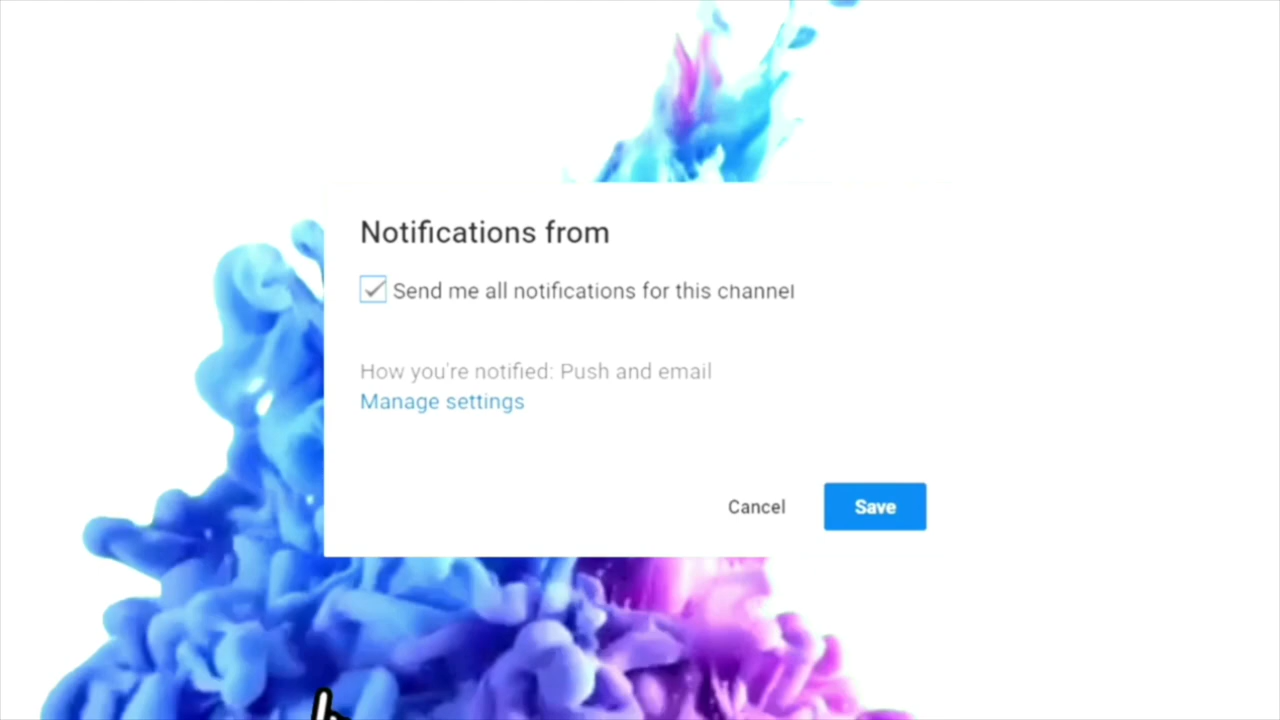 Notifications from
Send me all notifications for this channel
How you're notified: Push and email
Manage settings
Cancel
Save